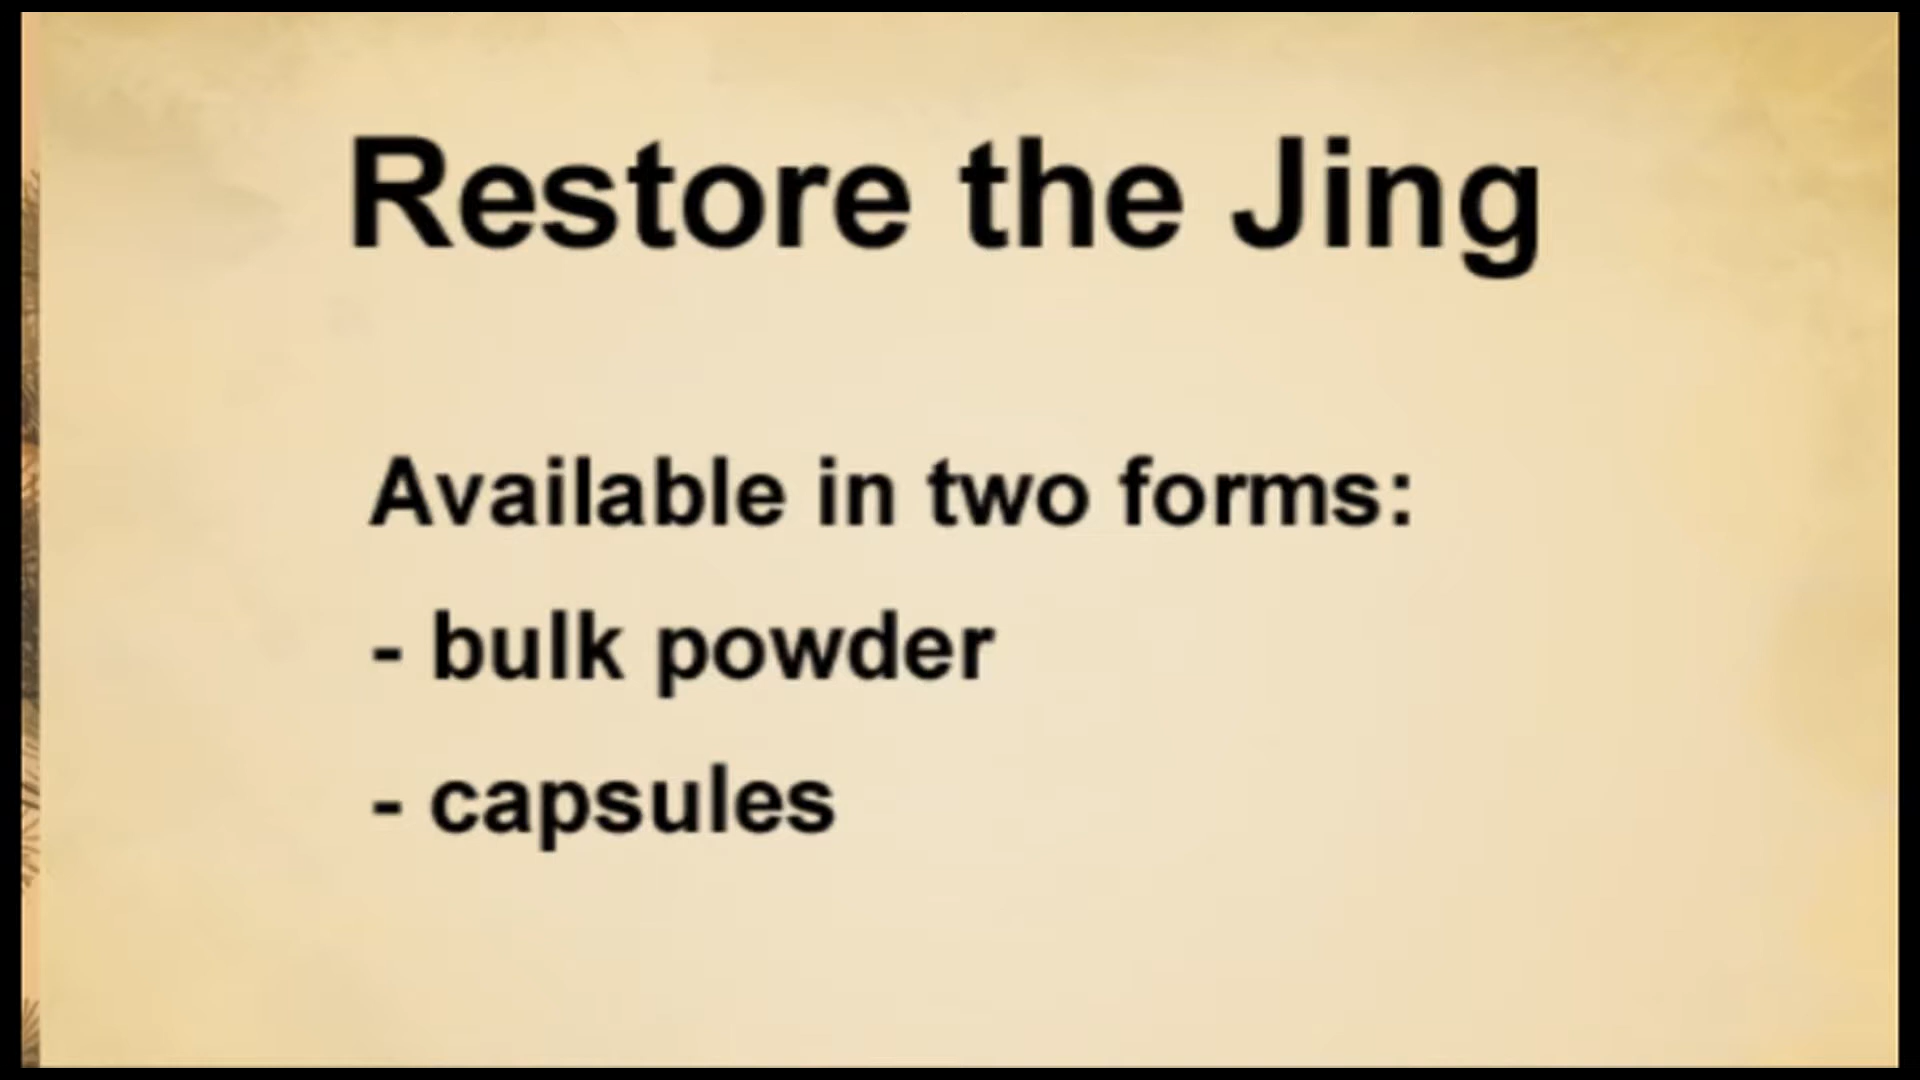 Restore the Jing
Available in two forms:
- bulk powder
- capsules